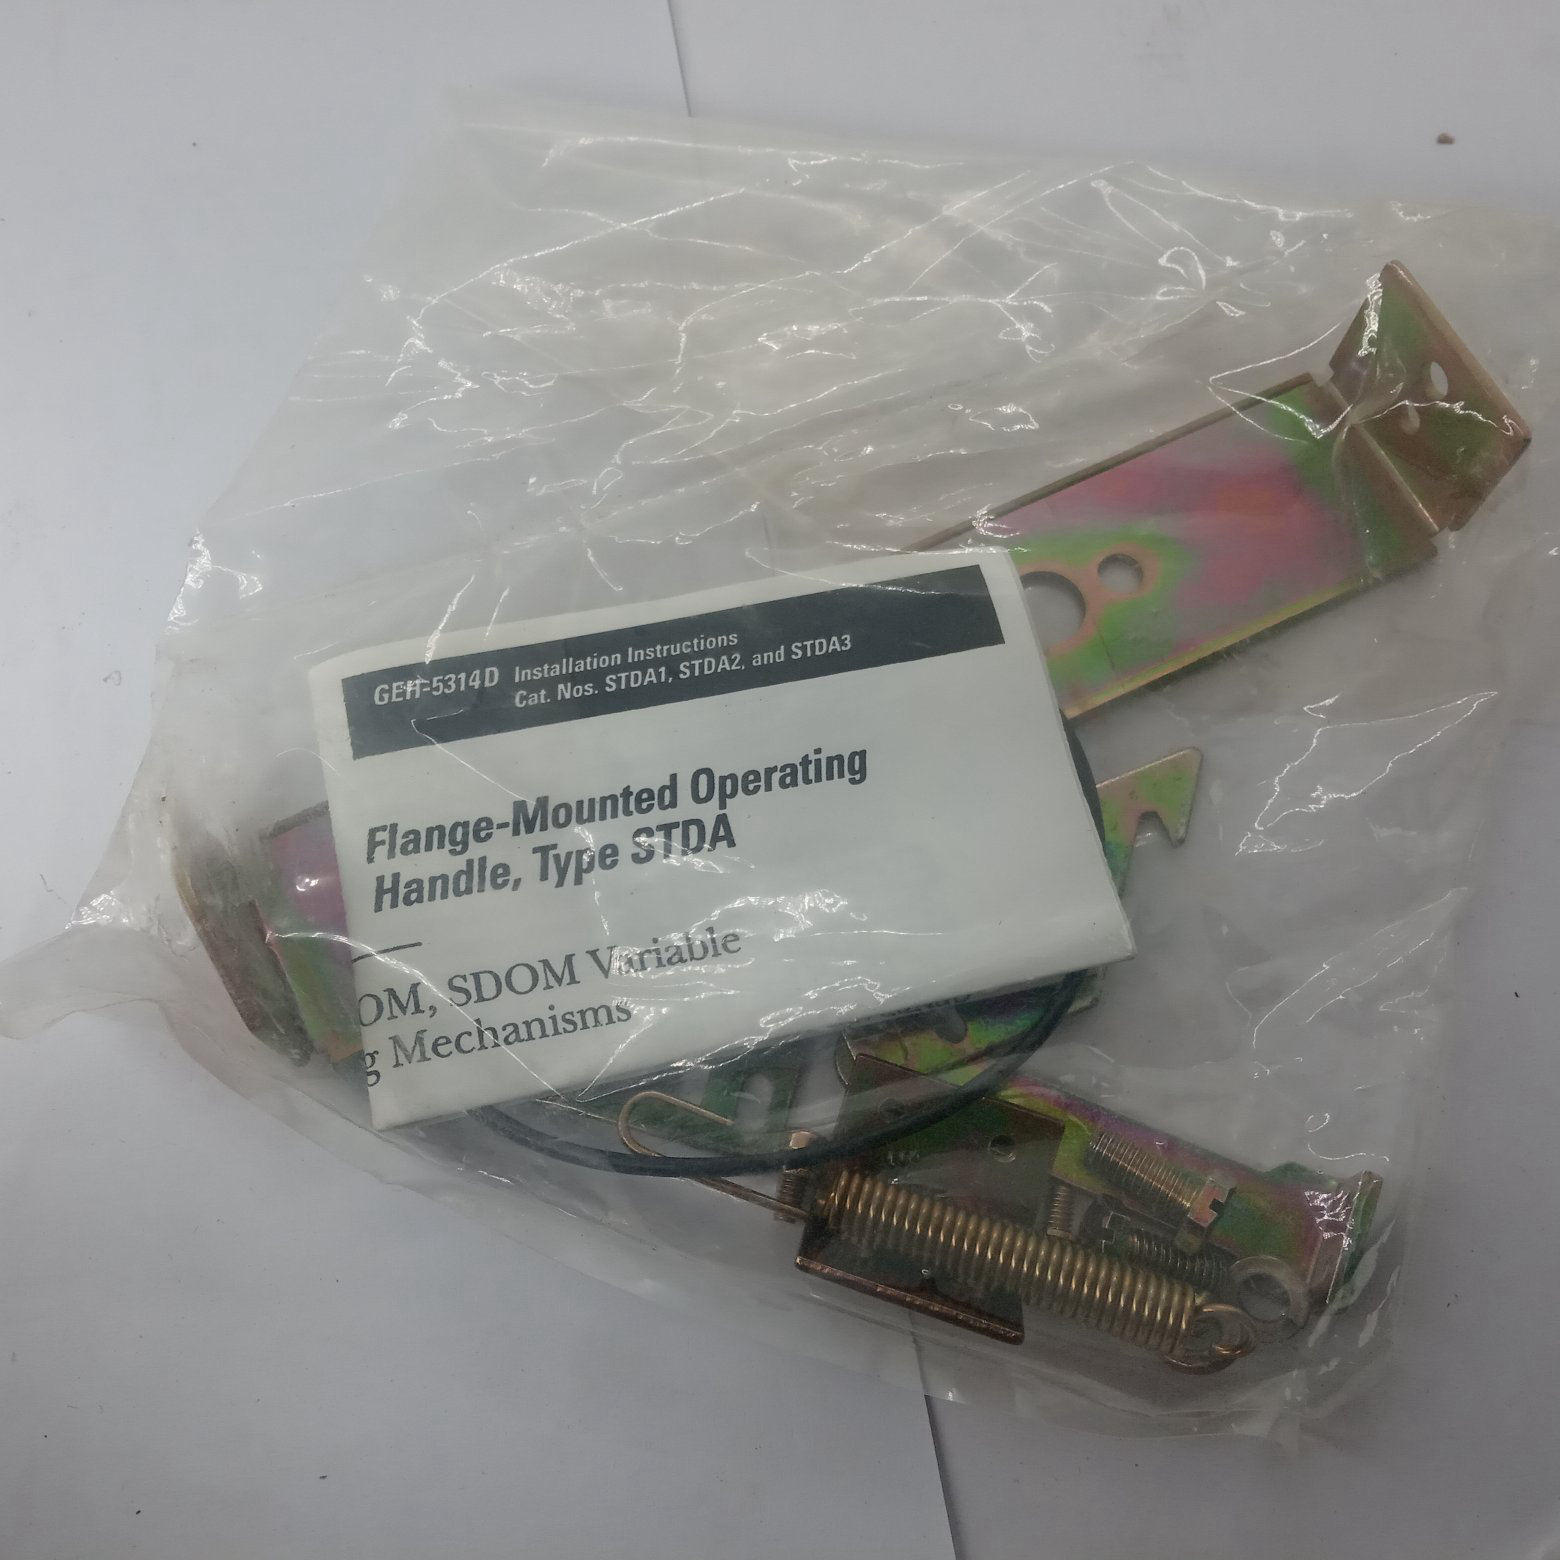 GEH-5314D Installation Instructions
Cat. Nos. STDA1, STDA2, and STDA3
Flange-Mounted Operating
Handle, Type STDA
OM, SDOM Variable
g Mechanisms